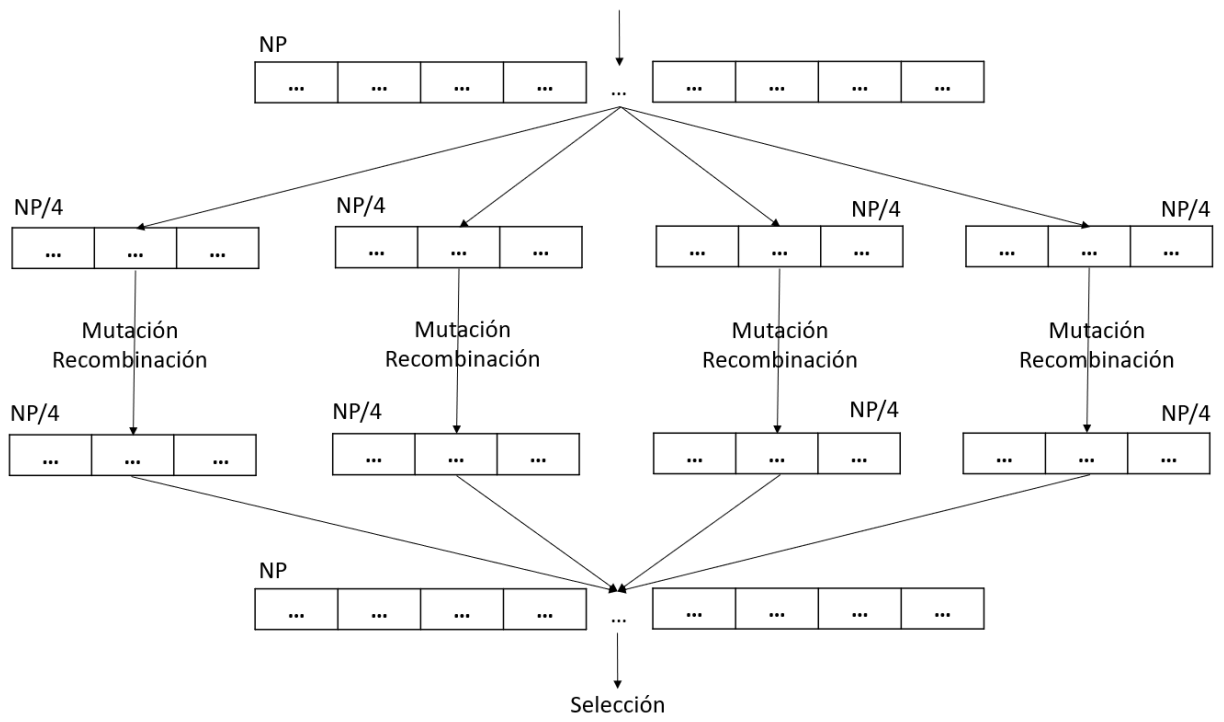 NP
... ... ... ... ... ... ... ... ...
NP/4 NP/4 NP/4 NP/4
... ... ... ... ... ... ... ... ... ... ... ...
Mutación Mutación Mutación Mutación
Recombinación Recombinación Recombinación Recombinación
NP/4 NP/4 NP/4 NP/4
... ... ... ... ... ... ... ... ... ... ... ...
NP
... ... ... ... ... ... ... ... ...
Selección